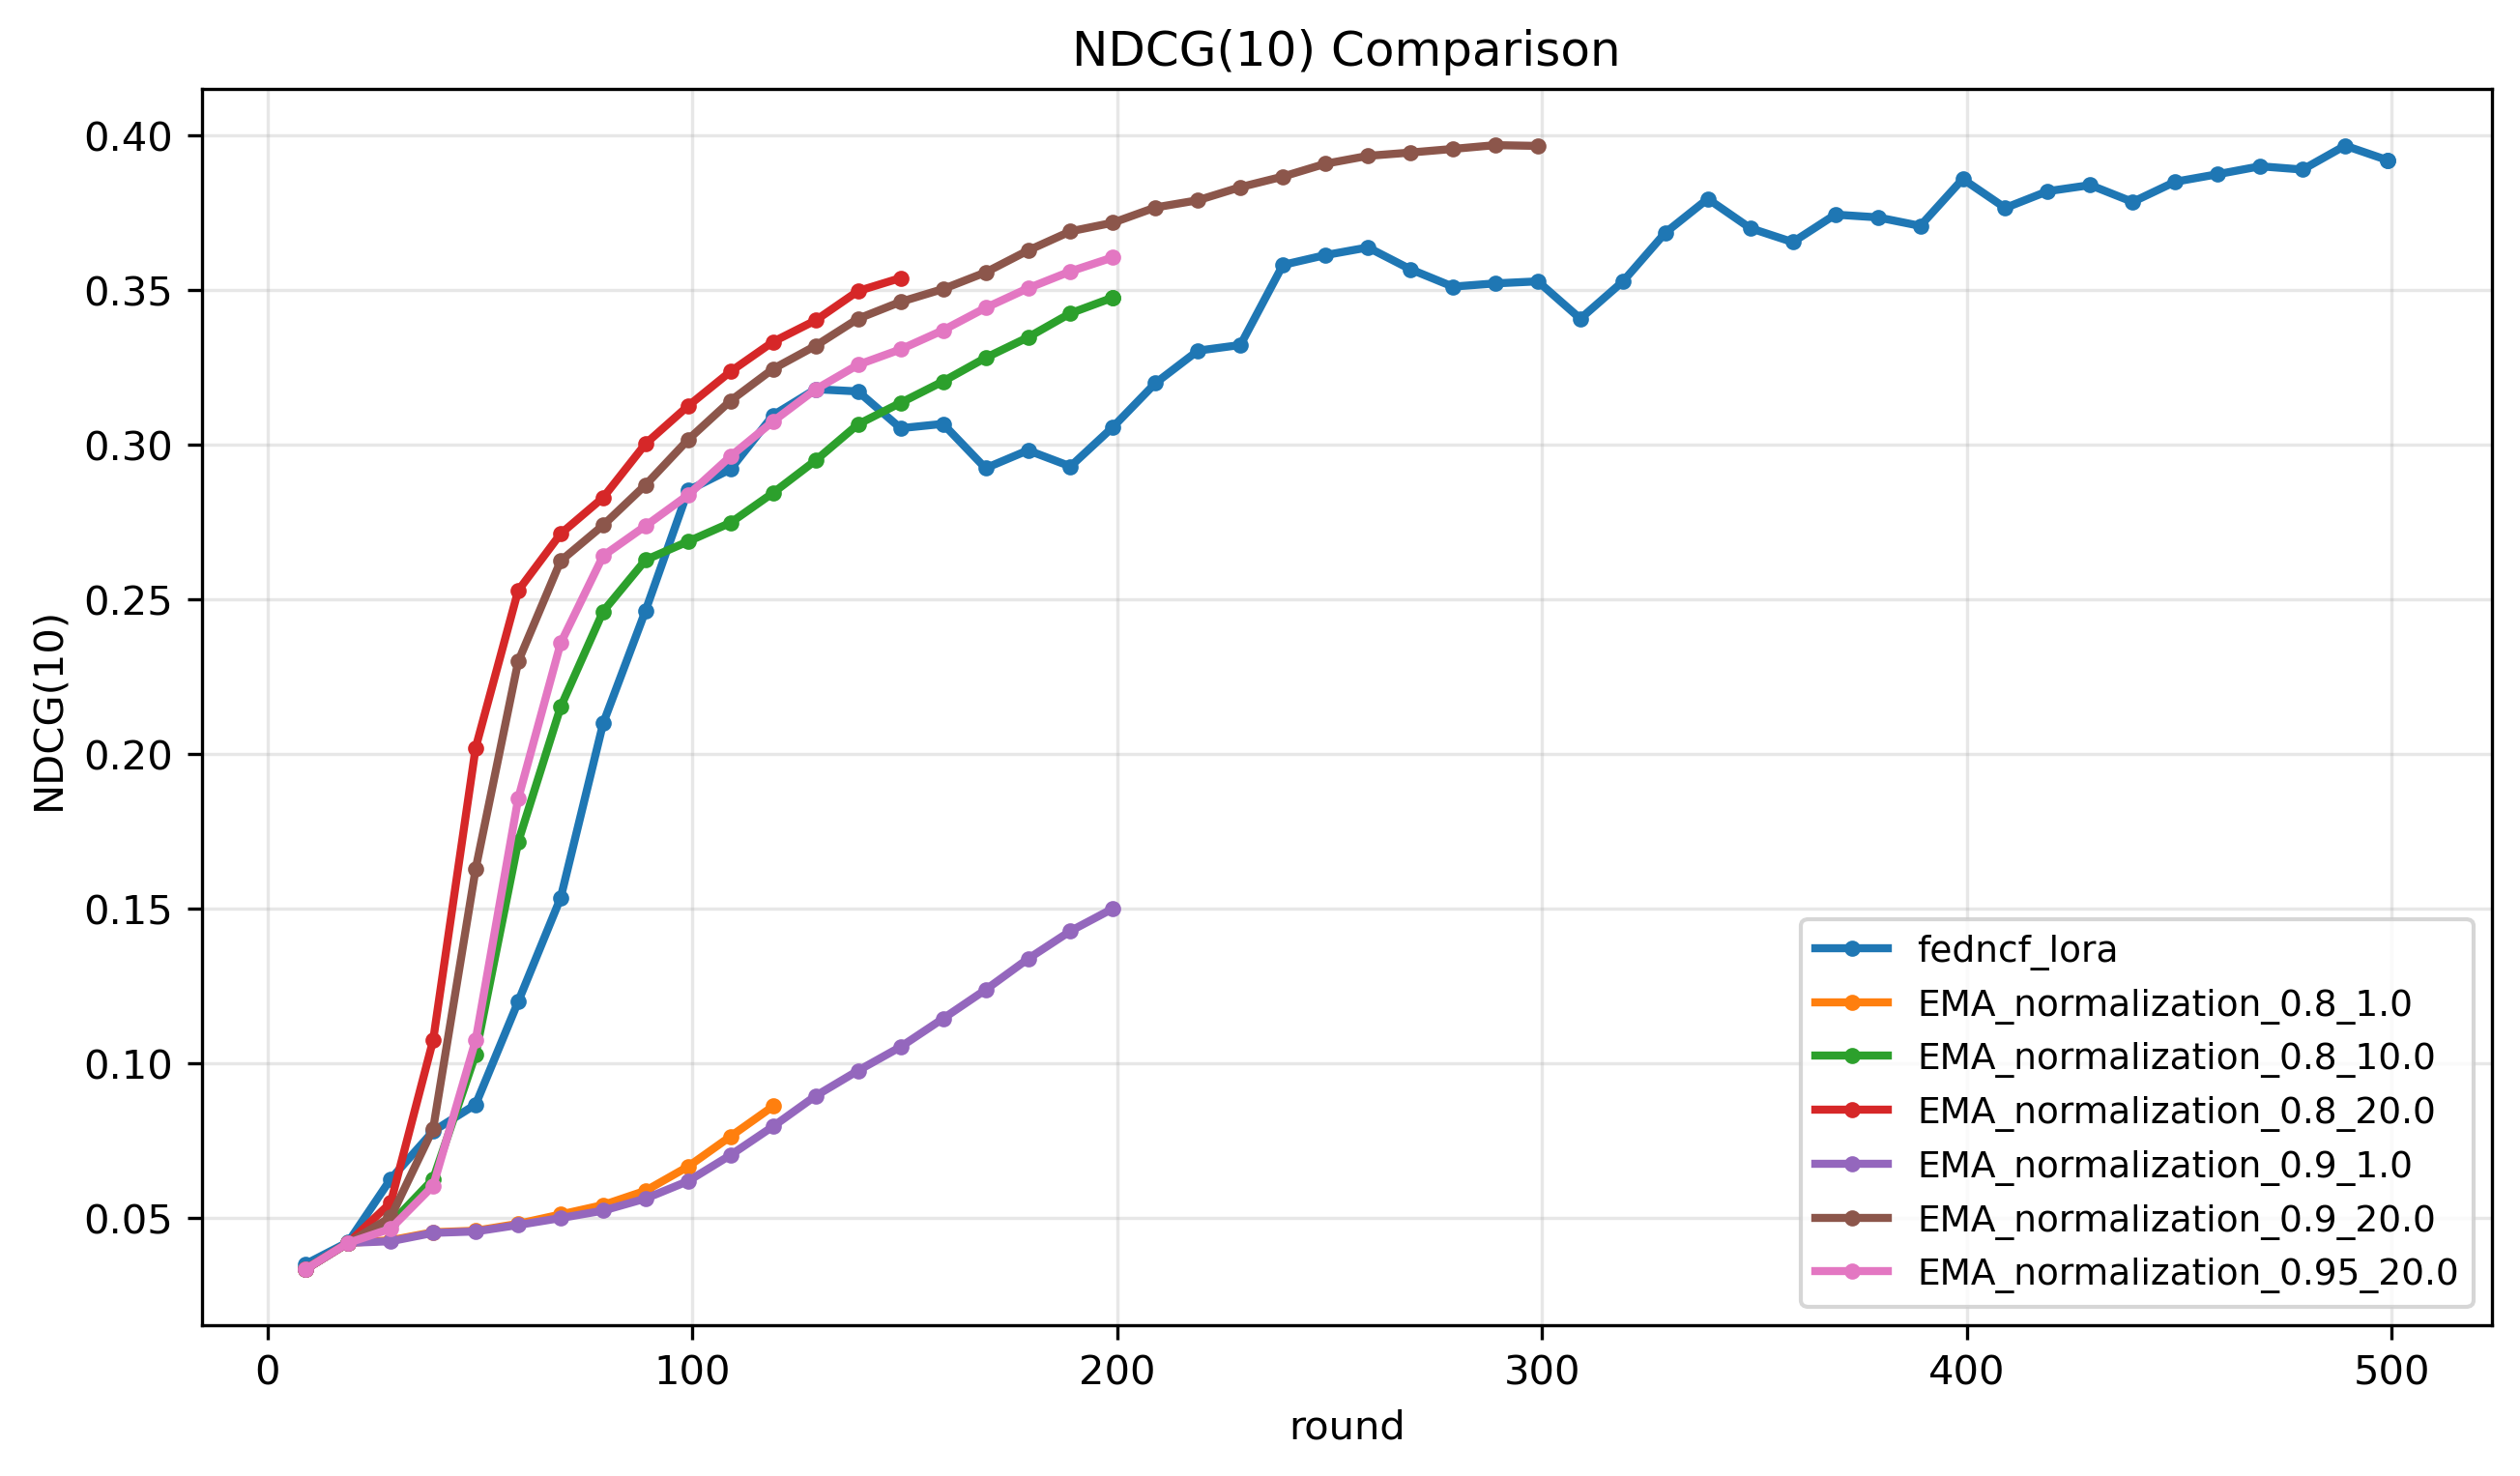 NDCG(10) Comparison
0.40
0.35
0.30
0.25
0.20
0.15
0.10
0.05
NDCG(10)
0 100 200 300 400 500
round
fedncf_lora
EMA_normalization_0.8_1.0
EMA_normalization_0.8_10.0
EMA_normalization_0.8_20.0
EMA_normalization_0.9_1.0
EMA_normalization_0.9_20.0
EMA_normalization_0.95_20.0